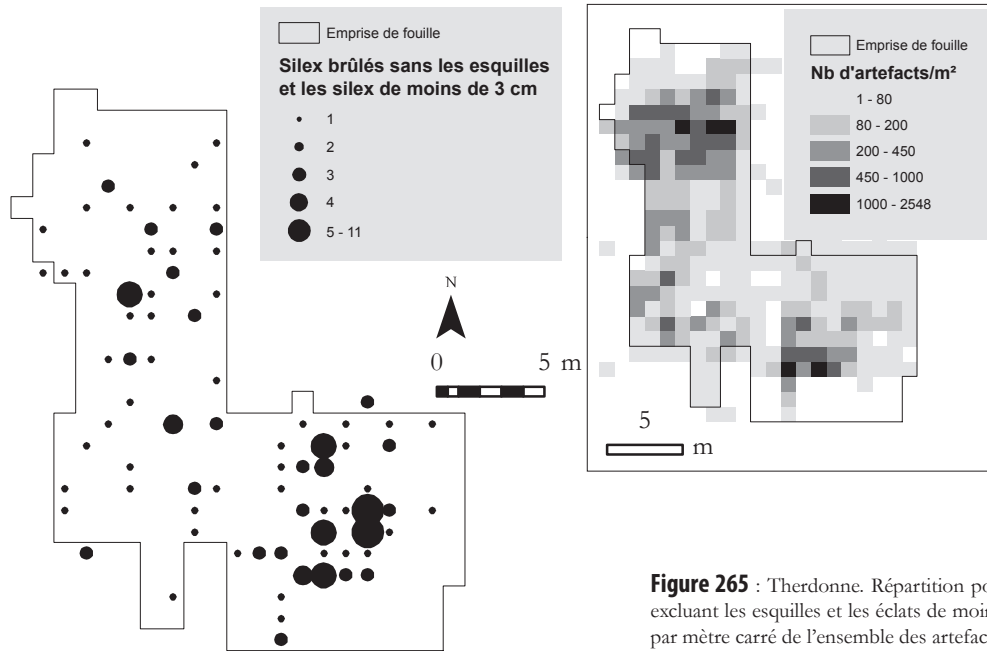 Emprise de fouille
Silex brûlés sans les esquilles
et les silex de moins de 3 cm
1
2
3
4
5 - 11
N
0 5 m
Emprise de fouille
Nb d'artefacts/m²
1 - 80
80 - 200
200 - 450
450 - 1000
1000 - 2548
5
m
Figure 265 : Therdonne. Répartition po
excluant les esquilles et les éclats de moin
par mètre carré de l'ensemble des artefac